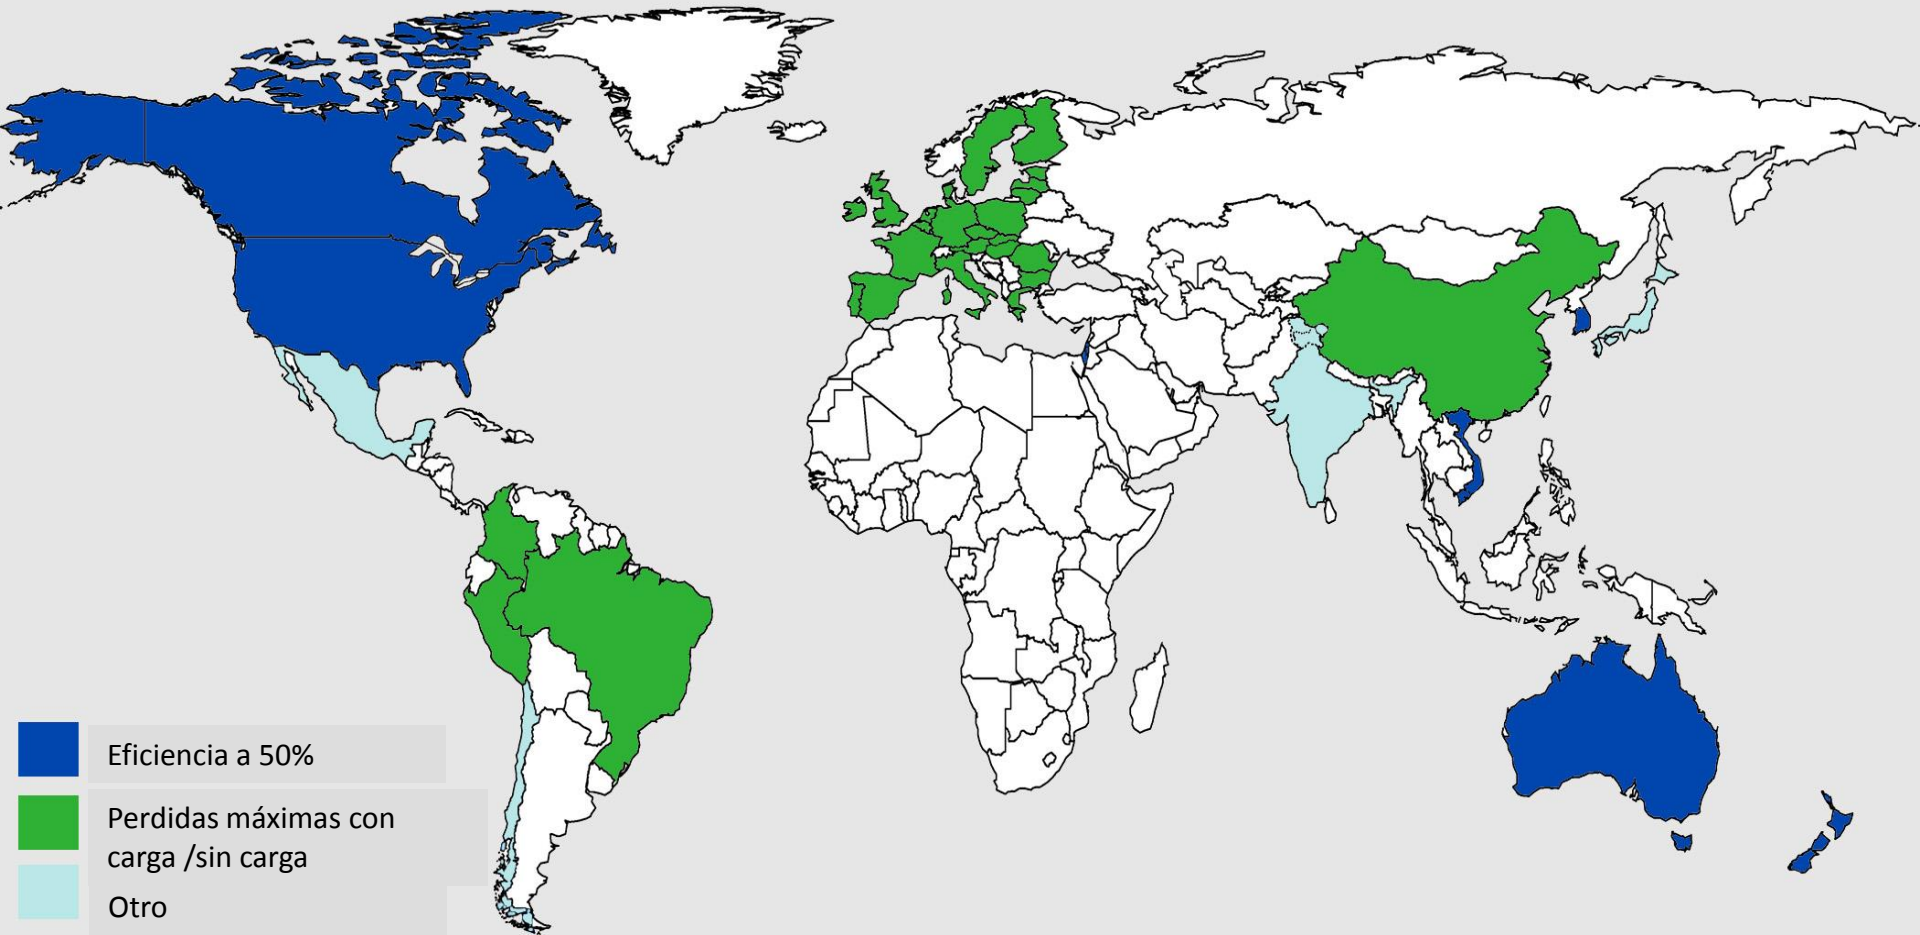 Eficiencia a 50%
Perdidas máximas con
carga /sin carga
Otro